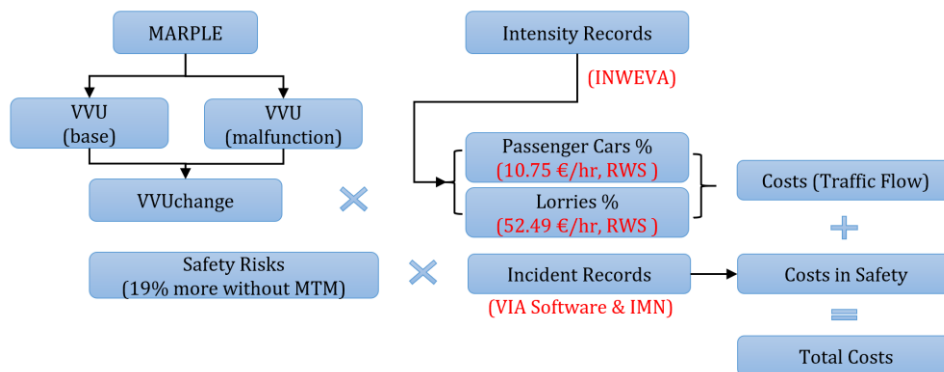 MARPLE
Intensity Records
(INWEVA)
VVU
(base)
VVU
(malfunction)
Passenger Cars %
(10.75 €/hr, RWS )
VVUchange
Lorries %
(52.49 €/hr, RWS )
Costs (Traffic Flow)
Safety Risks
(19% more without MTM)
Incident Records
(VIA Software & IMN)
Costs in Safety
Total Costs